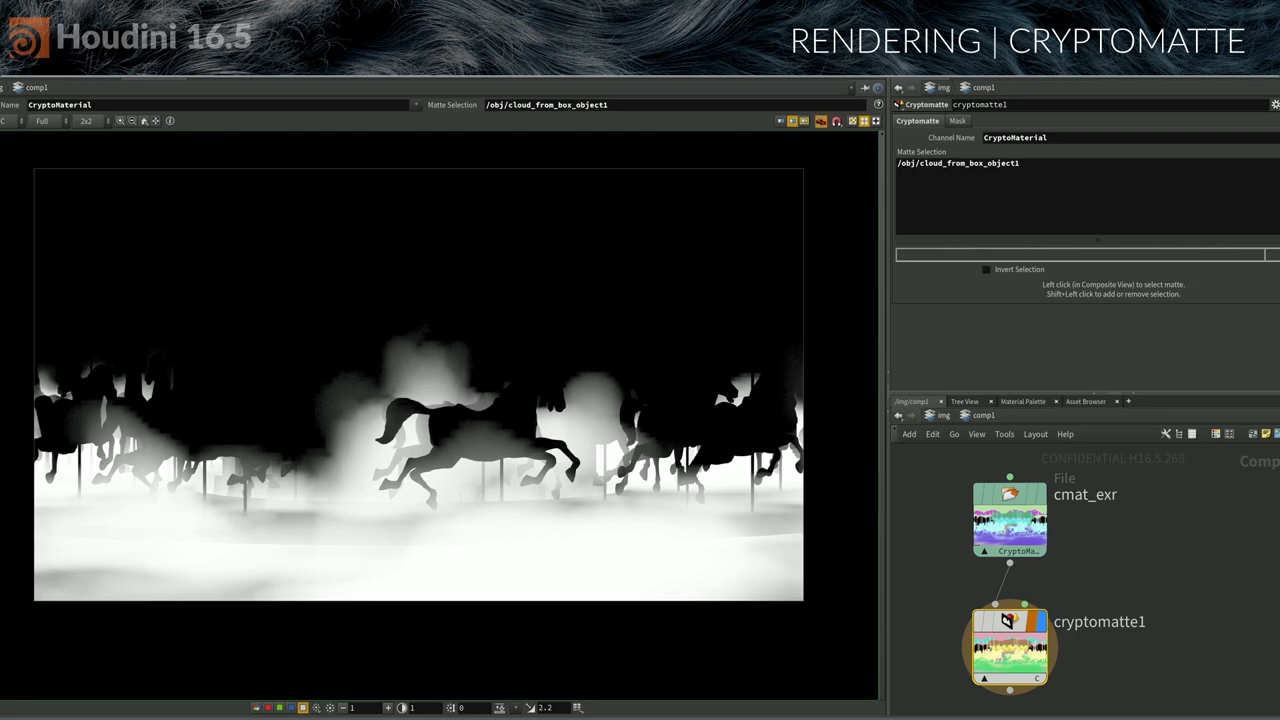 Houdini 16.5
RENDERING | CRYPTOMATTE
comp1
Name CryptoMaterial Matte Selection /obj/cloud_from_box_object1
C Full 2x2
1 1 0 2.2
img comp1
Cryptomatte cryptomatte1
Cryptomatte Mask
Channel Name CryptoMaterial
Matte Selection
/obj/cloud_from_box_object1
Invert Selection
Left click (in Composite View) to select matte.
Shift+Left click to add or remove selection.
/img/comp1 Tree View Material Palette Asset Browser
img comp1
Add Edit Go View Tools Layout Help
CONFIDENTIAL H16.5.268
Comp
File
cmat_exr
CryptoMa…
cryptomatte1
C